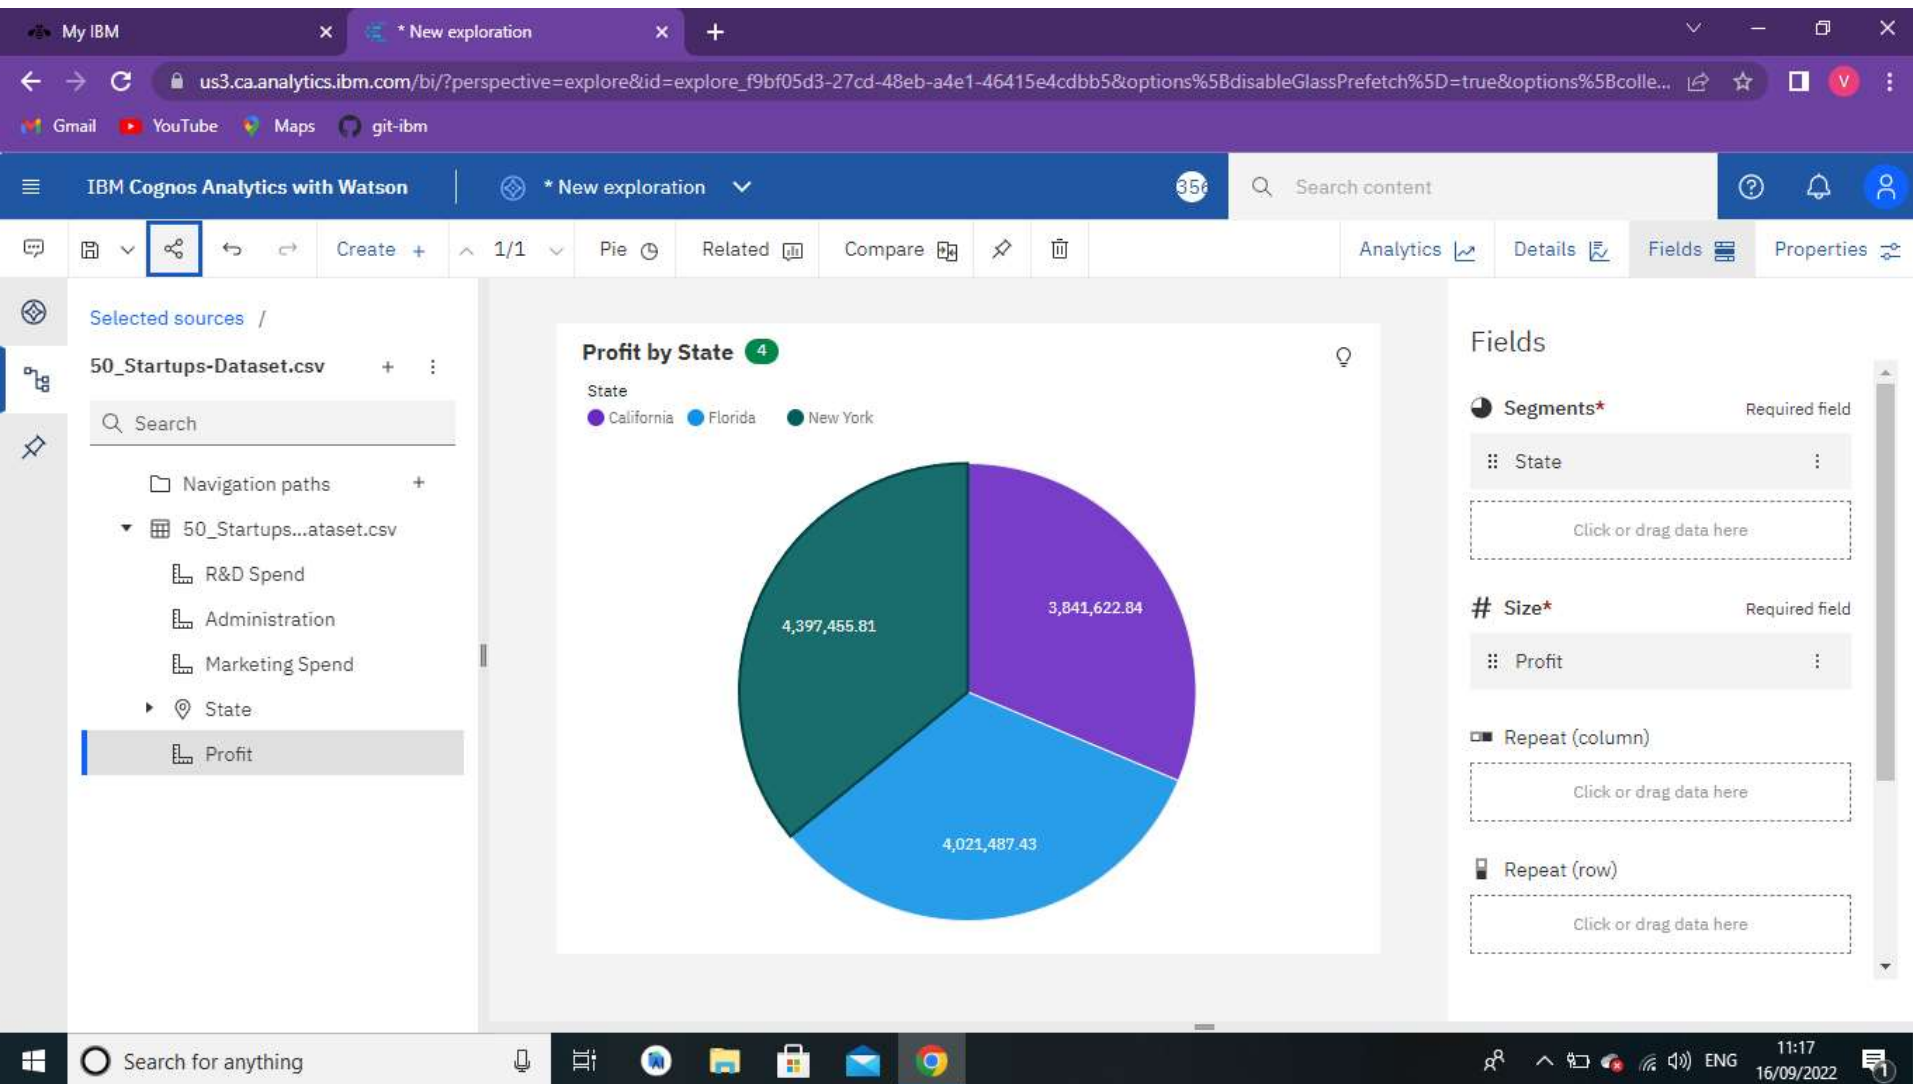 My IBM
* New exploration
us3.ca.analytics.ibm.com/bi/?perspective=explore&id=explore_f9bf05d3-27cd-48eb-a4e1-46415e4cdbb5&options%5BdisableGlassPrefetch%5D=true&options%5Bcolle...
V
Gmail YouTube Maps git-ibm
IBM Cognos Analytics with Watson
* New exploration
356
Search content
Create +
1/1
Pie
Related
Compare
Analytics
Details
Fields
Properties
Selected sources /
50_Startups-Dataset.csv
Search
Navigation paths
50_Startups...ataset.csv
R&D Spend
Administration
Marketing Spend
State
Profit
Profit by State 4
State
California Florida New York
4,397,455.81
3,841,622.84
4,021,487.43
Fields
Segments* Required field
State
Click or drag data here
# Size* Required field
Profit
Repeat (column)
Click or drag data here
Repeat (row)
Click or drag data here
Search for anything
ENG
11:17
16/09/2022
1